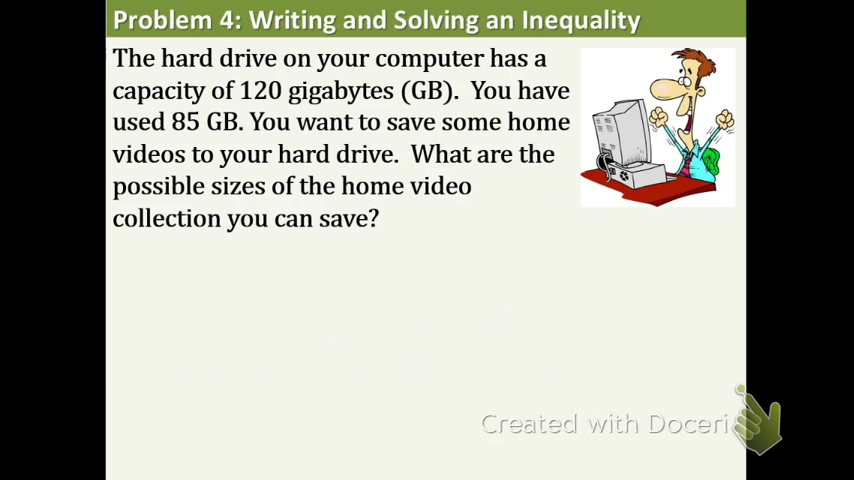 Problem 4: Writing and Solving an Inequality
The hard drive on your computer has a
capacity of 120 gigabytes (GB).  You have
used 85 GB. You want to save some home
videos to your hard drive.  What are the
possible sizes of the home video
collection you can save?
Created with Doceri